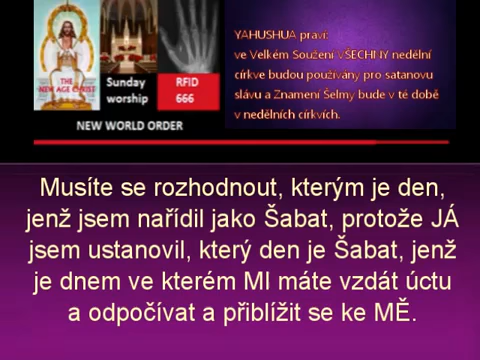 THE
NEW AGE CHRIST
Sunday
worship
RFID
666
NEW WORLD ORDER
YAHUSHUA praví:
ve Velkém Soužení VŠECHNY nedělní
církve budou používány pro satanovu
slávu a Znamení Šelmy bude v té době
v nedělních církvích.
Musíte se rozhodnout, kterým je den,
jenž jsem nařídil jako Šabat, protože JÁ
jsem ustanovil, který den je Šabat, jenž
je dnem ve kterém MI máte vzdát úctu
a odpočívat a přiblížit se ke MĚ.